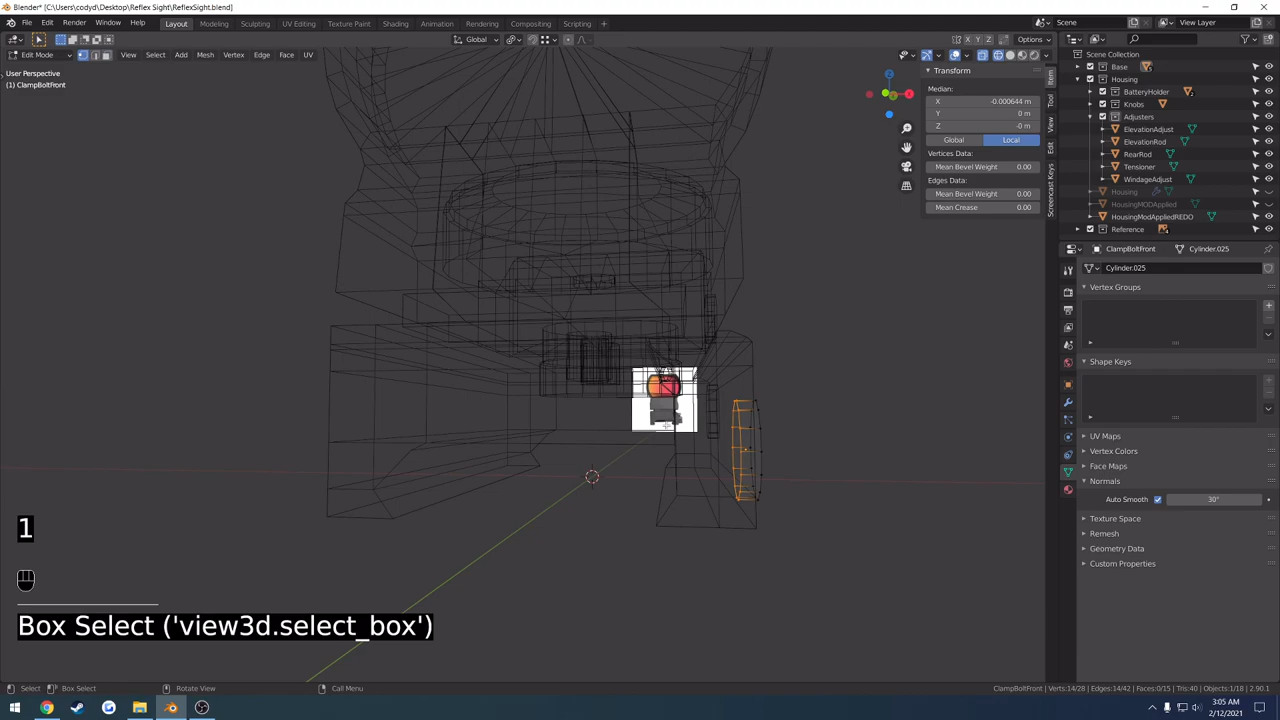 Blender* [C:\Users\codyd\Desktop\Reflex Sight\ReflexSight.blend]
File Edit Render Window Help Layout Modeling Sculpting UV Editing Texture Paint Shading Animation Rendering Compositing Scripting + Scene View Layer
Global Options
Edit Mode View Select Add Mesh Vertex Edge Face UV
X Y Z
User Perspective
(1) ClampBoltFront
Transform
Median:
X -0.000644 m
Y 0 m
Z -0 m
Global Local
Vertices Data:
Mean Bevel Weight 0.00
Edges Data:
Mean Bevel Weight 0.00
Mean Crease 0.00
Item
Tool
View
Edit
Screencast Keys
Scene Collection
Base
Housing
BatteryHolder
Knobs
Adjusters
ElevationAdjust
ElevationRod
RearRod
Tensioner
WindageAdjust
Housing
HousingMODApplied
HousingModAppliedREDO
Reference
ClampBoltFront Cylinder.025
Cylinder.025
Vertex Groups
Shape Keys
UV Maps
Vertex Colors
Face Maps
Normals
Auto Smooth 30°
Texture Space
Remesh
Geometry Data
Custom Properties
1
Box Select ('view3d.select_box')
Select Box Select Rotate View Call Menu
ClampBoltFront | Verts:14/28 | Edges:14/42 | Faces:0/15 | Tris:40 | Objects:1/18 | 2.90.1
3:05 AM
2/12/2021